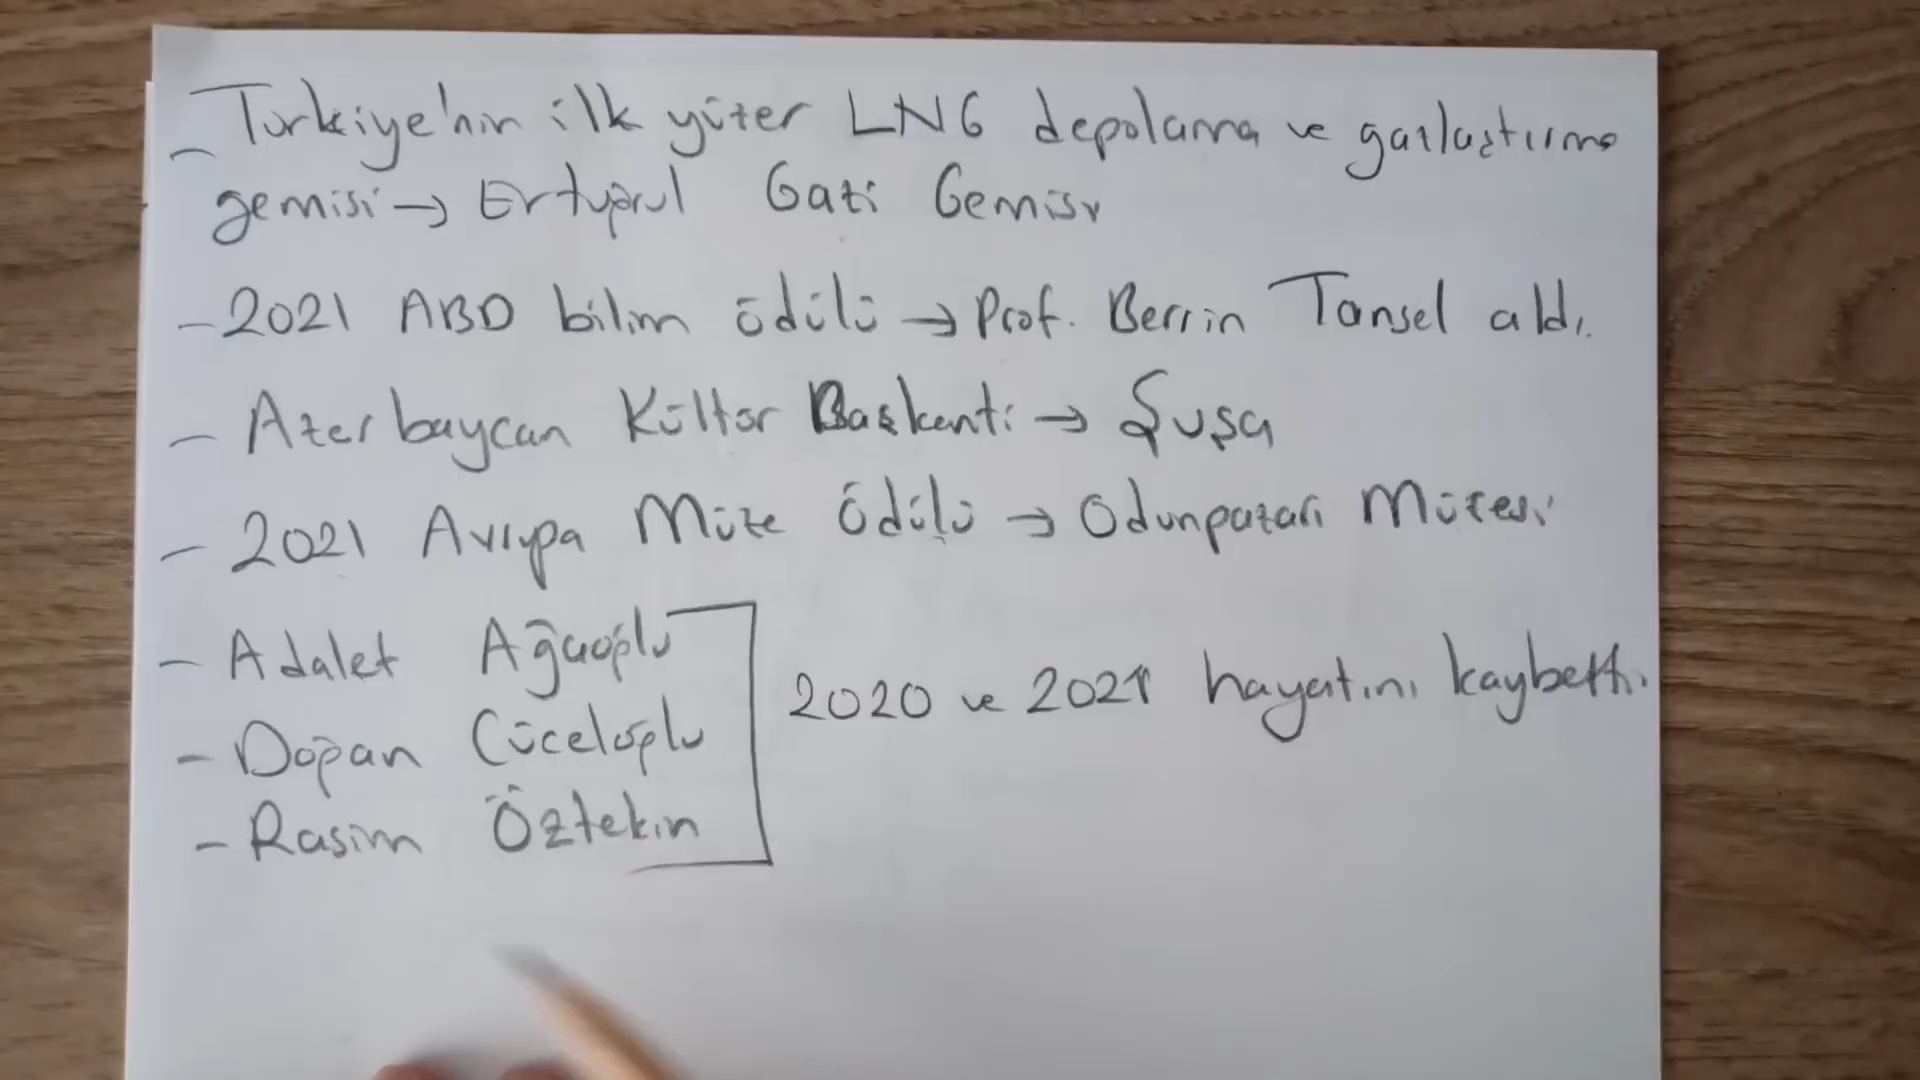 - Türkiye'nin ilk yüzer LNG depolama ve gazlaştırma
gemisi → Ertuğrul Gazi Gemisi
- 2021 ABD bilim ödülü → Prof. Berrin Tansel aldı.
- Azerbaycan Kültür Başkenti → Şuşa
- 2021 Avrupa Müze Ödülü → Odunpazarı Müzesi
- Adalet Ağaoğlu
- Doğan Cüceloğlu
- Rasim Öztekin
2020 ve 2021 hayatını kaybetti.